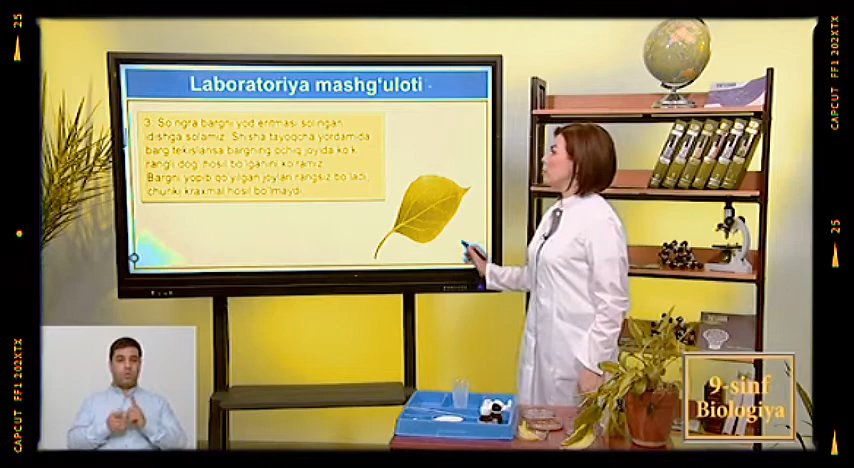 25
CAPCUT FF1 202XTX
Laboratoriya mashg'uloti
3. So'ngra bargni yod eritmasi solingan
idishga solamiz. Shisha tayoqcha yordamida
barg tekislansa bargning ochiq joyida ko'k
rangli dog' hosil bo'lganini ko'ramiz.
Bargni yopib qo'yilgan joylari rangsiz bo'ladi,
chunki kraxmal hosil bo'lmaydi.
9-sinf
Biologiya
CAPCUT FF1 202XTX
25